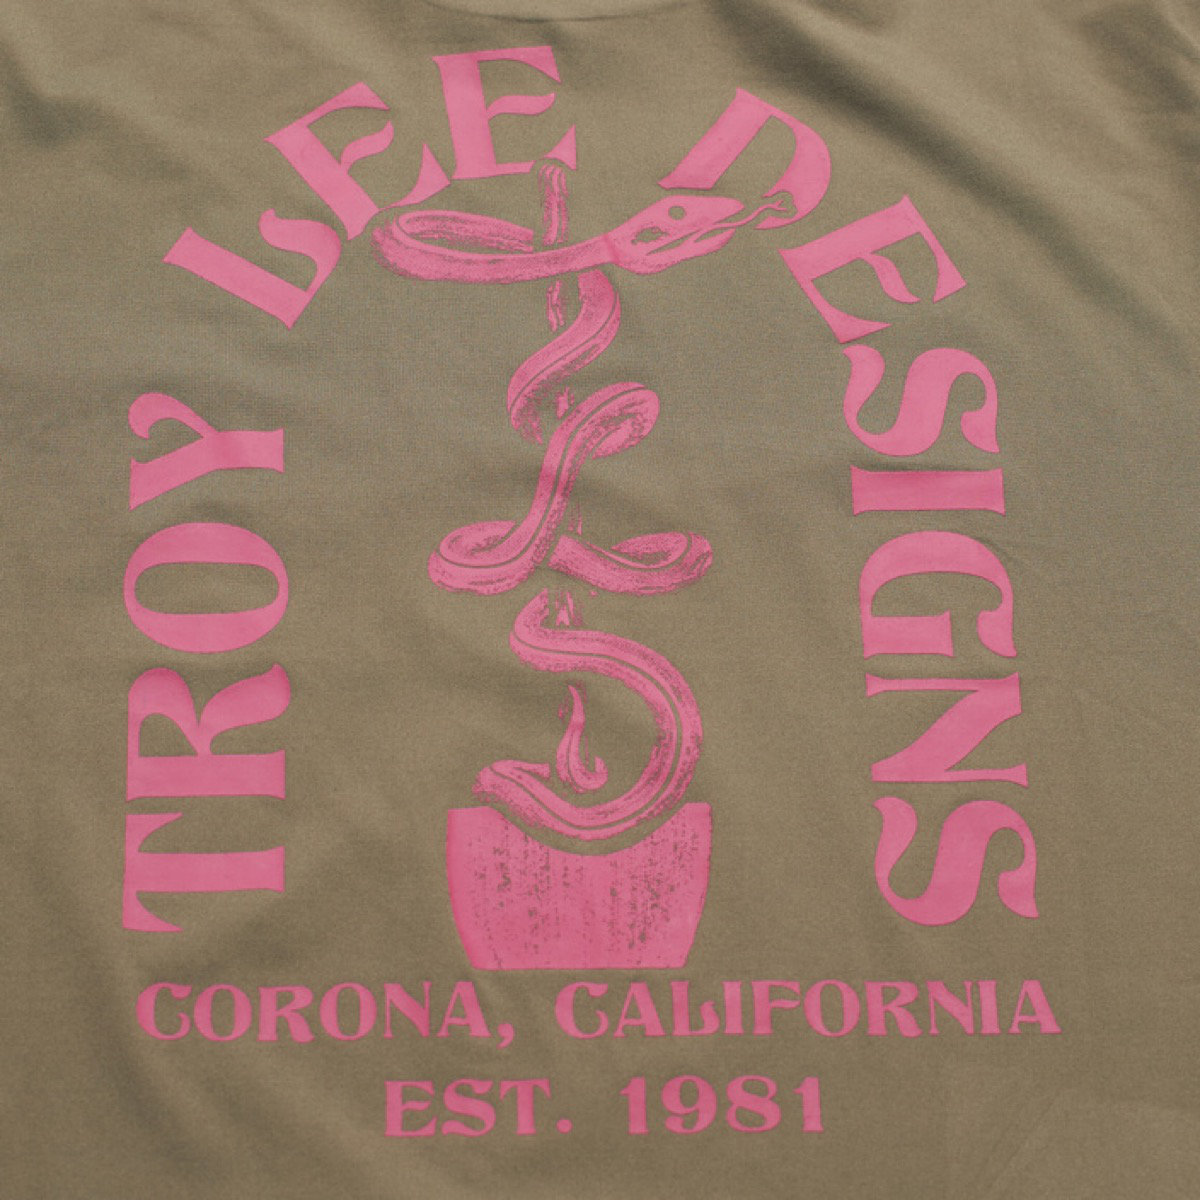 TROY LEE DESIGNS
CORONA, CALIFORNIA
EST. 1981